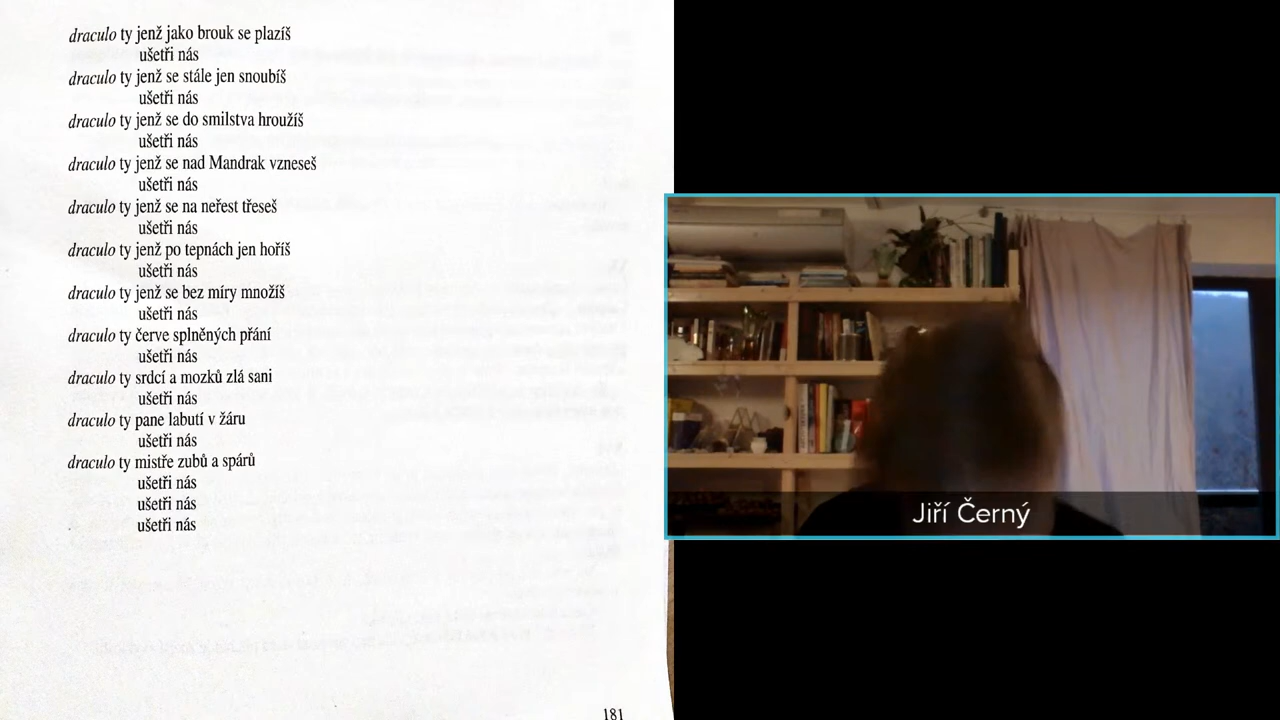 draculo ty jenž jako brouk se plazíš
ušetři nás
draculo ty jenž se stále jen snoubíš
ušetři nás
draculo ty jenž se do smilstva hroužíš
ušetři nás
draculo ty jenž se nad Mandrak vzneseš
ušetři nás
draculo ty jenž se na neřest třeseš
ušetři nás
draculo ty jenž po tepnách jen hoříš
ušetři nás
draculo ty jenž se bez míry množíš
ušetři nás
draculo ty červe splněných přání
ušetři nás
draculo ty srdcí a mozků zlá sani
ušetři nás
draculo ty pane labutí v žáru
ušetři nás
draculo ty mistře zubů a spárů
ušetři nás
ušetři nás
ušetři nás
181
Jiří Černý